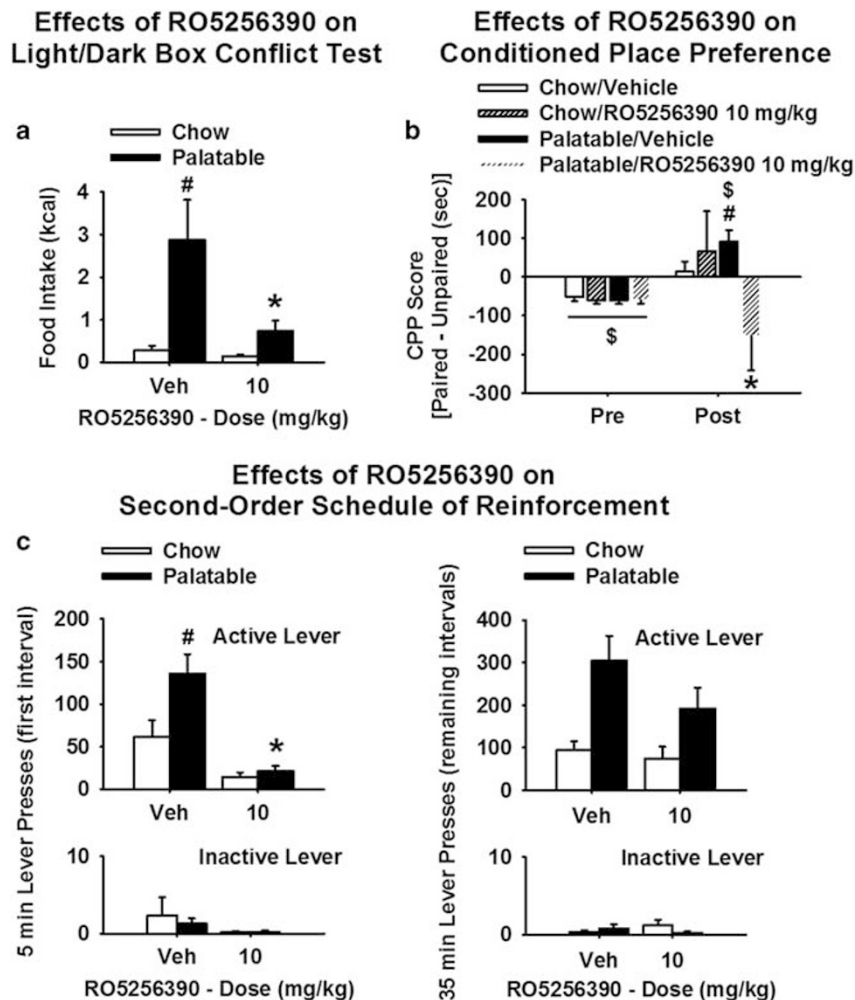 Effects of RO5256390 on
Light/Dark Box Conflict Test
Effects of RO5256390 on
Conditioned Place Preference
a
Chow
Palatable
Food Intake (kcal)
4
3
2
1
0
#
*
Veh
10
RO5256390 - Dose (mg/kg)
b
Chow/Vehicle
Chow/RO5256390 10 mg/kg
Palatable/Vehicle
Palatable/RO5256390 10 mg/kg
CPP Score
[Paired - Unpaired (sec)]
200
100
0
-100
-200
-300
$
$
#
*
Pre
Post
Effects of RO5256390 on
Second-Order Schedule of Reinforcement
c
Chow
Palatable
5 min Lever Presses (first interval)
200
150
100
50
0
#
Active Lever
*
Veh
10
10
0
Inactive Lever
Veh
10
RO5256390 - Dose (mg/kg)
Chow
Palatable
35 min Lever Presses (remaining intervals)
400
300
200
100
0
Active Lever
Veh
10
10
0
Inactive Lever
Veh
10
RO5256390 - Dose (mg/kg)